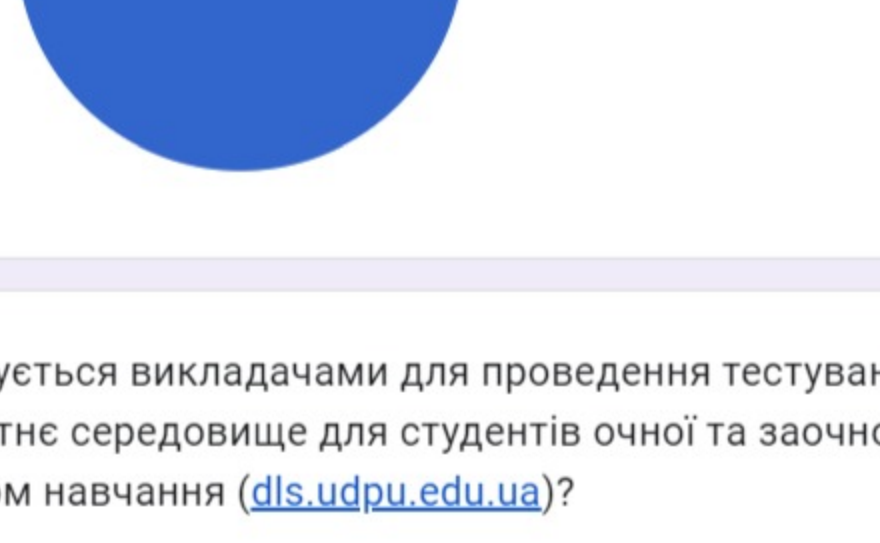 ується викладачами для проведення тестуван
тнє середовище для студентів очної та заочно
ом навчання (dls.udpu.edu.ua)?